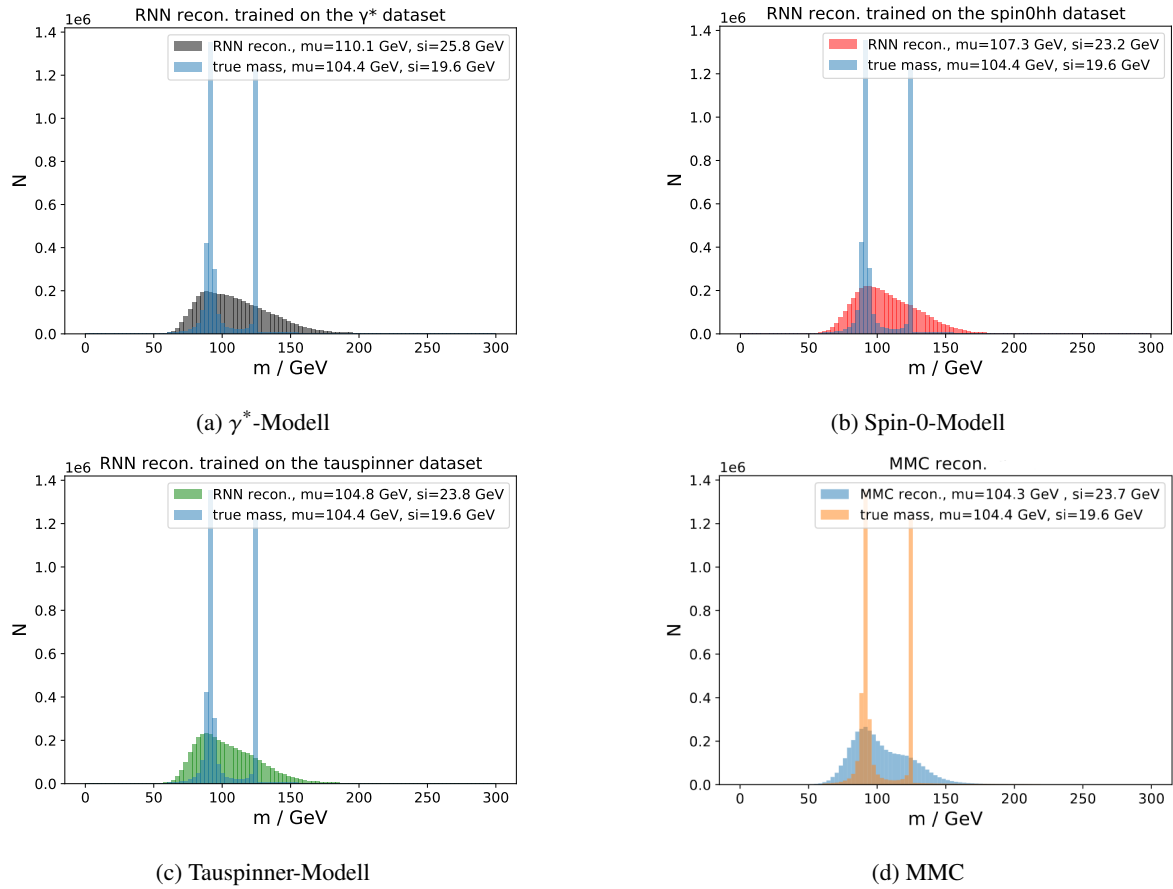 RNN recon. trained on the γ* dataset
1e6
RNN recon., mu=110.1 GeV, si=25.8 GeV
true mass, mu=104.4 GeV, si=19.6 GeV
1.4
1.2
1.0
0.8
0.6
0.4
0.2
0.0
N
0 50 100 150 200 250 300
m / GeV
(a) γ*-Modell
RNN recon. trained on the spin0hh dataset
1e6
RNN recon., mu=107.3 GeV, si=23.2 GeV
true mass, mu=104.4 GeV, si=19.6 GeV
1.4
1.2
1.0
0.8
0.6
0.4
0.2
0.0
N
0 50 100 150 200 250 300
m / GeV
(b) Spin-0-Modell
RNN recon. trained on the tauspinner dataset
1e6
RNN recon., mu=104.8 GeV, si=23.8 GeV
true mass, mu=104.4 GeV, si=19.6 GeV
1.4
1.2
1.0
0.8
0.6
0.4
0.2
0.0
N
0 50 100 150 200 250 300
m / GeV
(c) Tauspinner-Modell
MMC recon.
1e6
MMC recon., mu=104.3 GeV , si=23.7 GeV
true mass, mu=104.4 GeV, si=19.6 GeV
1.4
1.2
1.0
0.8
0.6
0.4
0.2
0.0
N
0 50 100 150 200 250 300
m / GeV
(d) MMC